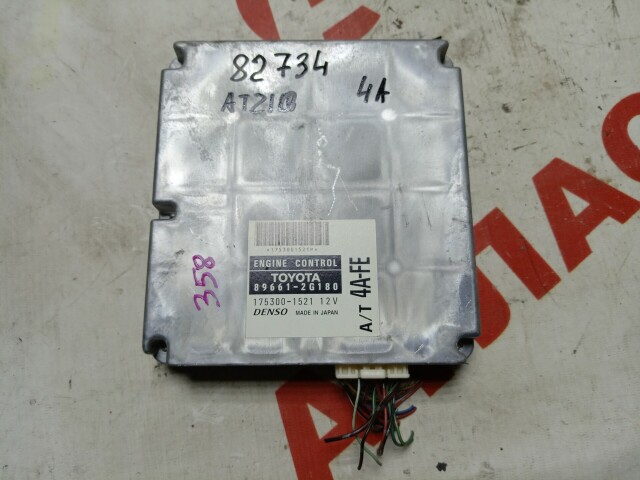 82734
4A
AT210
358
ENGINE CONTROL
TOYOTA
89661-2G180
175300-1521 12V
DENSO MADE IN JAPAN
A/T 4A-FE